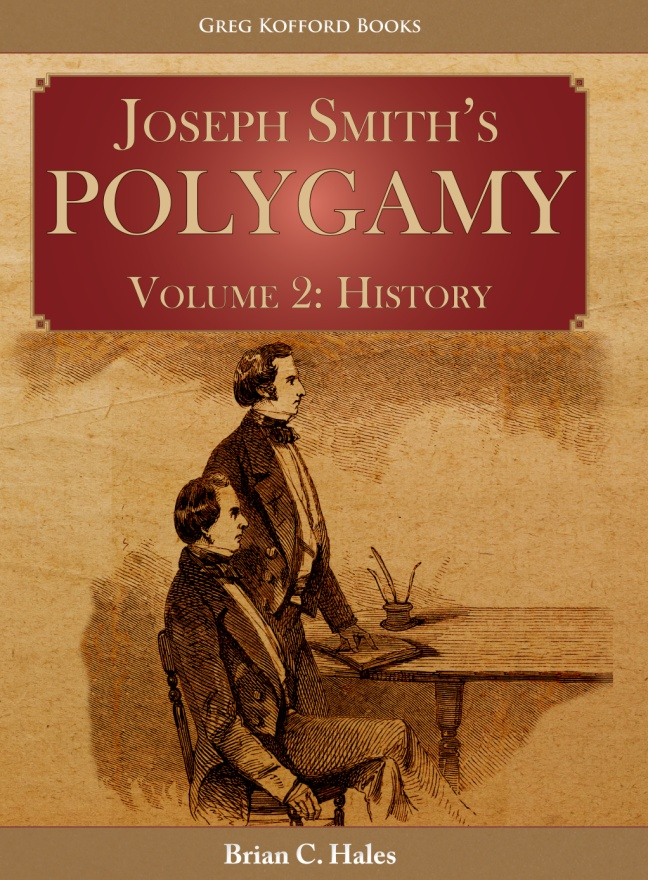 Greg Kofford Books
Joseph Smith's
POLYGAMY
Volume 2: History
Brian C. Hales